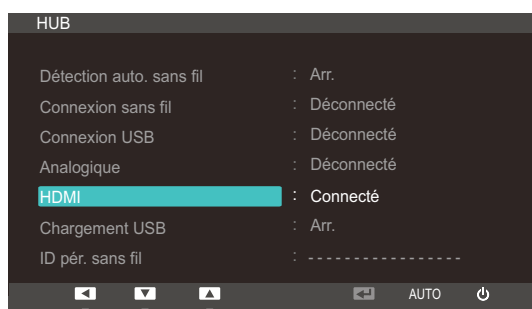 HUB
Détection auto. sans fil : Arr.
Connexion sans fil : Déconnecté
Connexion USB : Déconnecté
Analogique : Déconnecté
HDMI : Connecté
Chargement USB : Arr.
ID pér. sans fil : - - - - - - - - - - - - - - - - -
AUTO